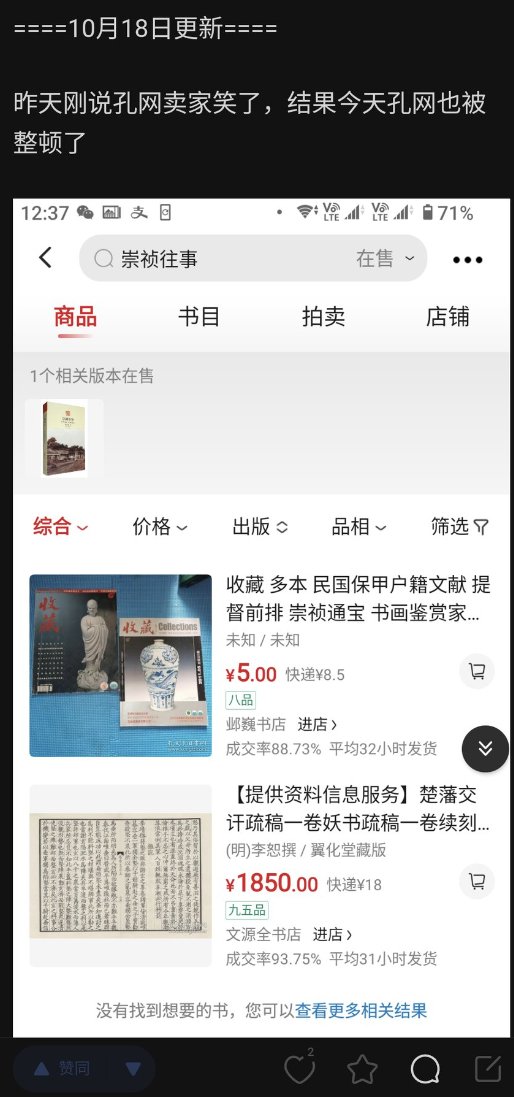 ====10月18日更新====
昨天刚说孔网卖家笑了，结果今天孔网也被
整顿了
12:37 71%
崇祯往事 在售
商品 书目 拍卖 店铺
1个相关版本在售
综合 价格 出版 品相 筛选
收藏 多本 民国保甲户籍文献 提
督前排 崇祯通宝 书画鉴赏家...
未知 / 未知
¥5.00 快递¥8.5
八品
邺巍书店 进店
成交率88.73% 平均32小时发货
收藏
收藏 Collections
【提供资料信息服务】楚藩交
讦疏稿一卷妖书疏稿一卷续刻...
(明)李恕撰 / 翼化堂藏版
¥1850.00 快递¥18
九五品
文源全书店 进店
成交率93.75% 平均31小时发货
没有找到想要的书，您可以查看更多相关结果
赞同
2